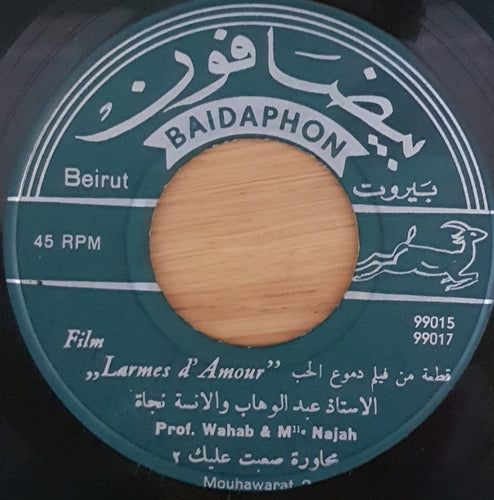 بيضافون
BAIDAPHON
Beirut بيروت
45 RPM
99015
99017
Film
„Larmes d'Amour” قطعة من فيلم دموع الحب
الاستاذ عبد الوهاب والانسة نجاة
Prof. Wahab & Mlle Najah
محاورة صعبت عليك ٢
Mouhawarat